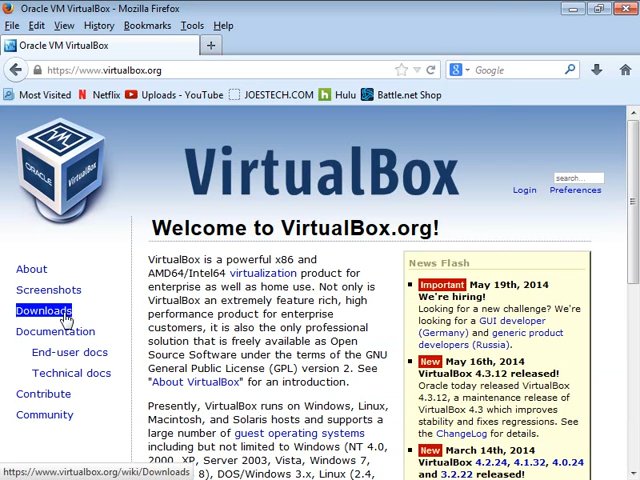 Oracle VM VirtualBox - Mozilla Firefox
File Edit View History Bookmarks Tools Help
Oracle VM VirtualBox
https://www.virtualbox.org
Google
Most Visited Netflix Uploads - YouTube JOESTECH.COM Hulu Battle.net Shop
VM
ORACLE
VirtualBox
VirtualBox
search...
Login Preferences
Welcome to VirtualBox.org!
About
Screenshots
Downloads
Documentation
End-user docs
Technical docs
Contribute
Community
VirtualBox is a powerful x86 and
AMD64/Intel64 virtualization product for
enterprise as well as home use. Not only is
VirtualBox an extremely feature rich, high
performance product for enterprise
customers, it is also the only professional
solution that is freely available as Open
Source Software under the terms of the GNU
General Public License (GPL) version 2. See
"About VirtualBox" for an introduction.
Presently, VirtualBox runs on Windows, Linux,
Macintosh, and Solaris hosts and supports a
large number of guest operating systems
including but not limited to Windows (NT 4.0,
2000, XP, Server 2003, Vista, Windows 7,
8), DOS/Windows 3.x, Linux (2.4,
News Flash
Important May 19th, 2014
We're hiring!
Looking for a new challenge? We're
looking for a GUI developer
(Germany) and generic product
developers (Russia).
New May 16th, 2014
VirtualBox 4.3.12 released!
Oracle today released VirtualBox
4.3.12, a maintenance release of
VirtualBox 4.3 which improves
stability and fixes regressions. See
the ChangeLog for details.
New March 14th, 2014
VirtualBox 4.2.24, 4.1.32, 4.0.24
and 3.2.22 released!
https://www.virtualbox.org/wiki/Downloads